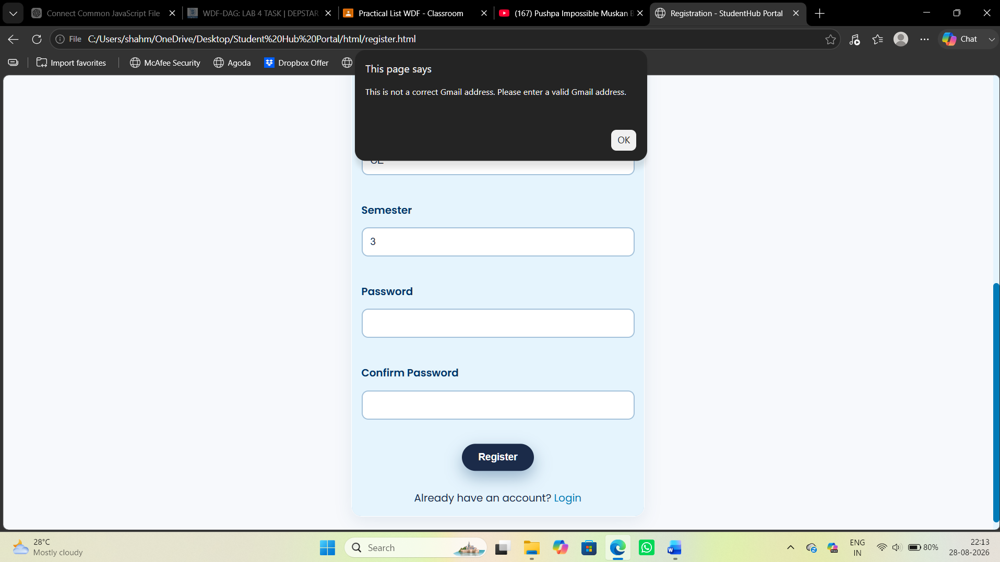 Connect Common JavaScript File
WDF-DAG: LAB 4 TASK | DEPSTAR
Practical List WDF - Classroom
(167) Pushpa Impossible Muskan B
Registration - StudentHub Portal
File C:/Users/shahm/OneDrive/Desktop/Student%20Hub%20Portal/html/register.html
Chat
Import favorites
McAfee Security
Agoda
Dropbox Offer
This page says
This is not a correct Gmail address. Please enter a valid Gmail address.
OK
Semester
3
Password
Confirm Password
Register
Already have an account? Login
28°C
Mostly cloudy
Search
ENG
IN
80%
22:13
28-08-2026